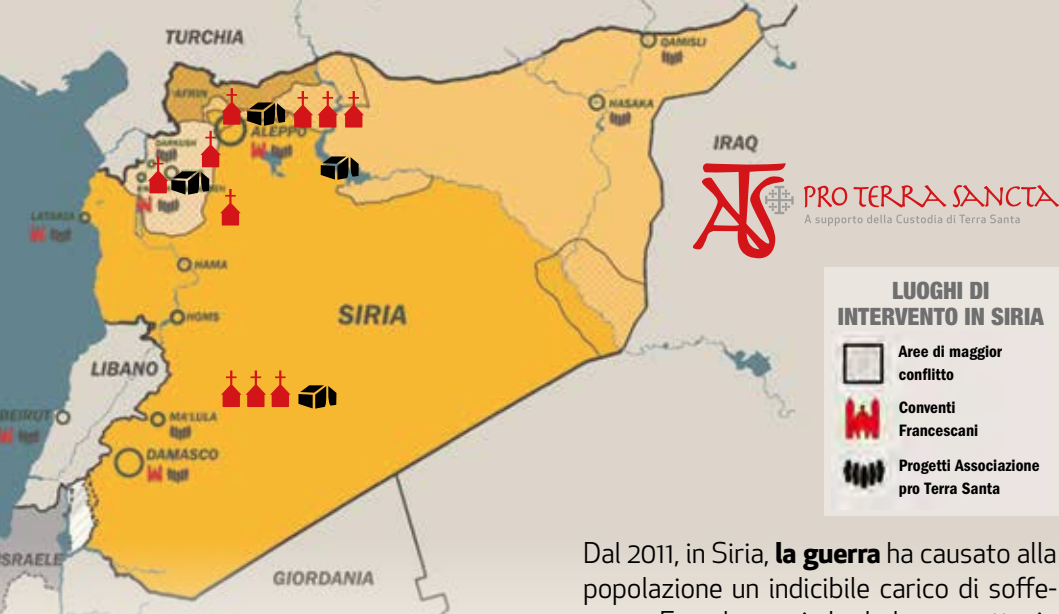 TURCHIA
QAMISLI
AFRIN
HASAKA
ALEPPO
IRAQ
DARKUSH
PRO TERRA SANCTA
A supporto della Custodia di Terra Santa
LATAKIA
HAMA
LUOGHI DI
INTERVENTO IN SIRIA
HOMS
SIRIA
Aree di maggior
conflitto
LIBANO
Conventi
Francescani
BEIRUT
MA'LULA
DAMASCO
Progetti Associazione
pro Terra Santa
ISRAELE
GIORDANIA
Dal 2011, in Siria, la guerra ha causato alla
popolazione un indicibile carico di soffe-